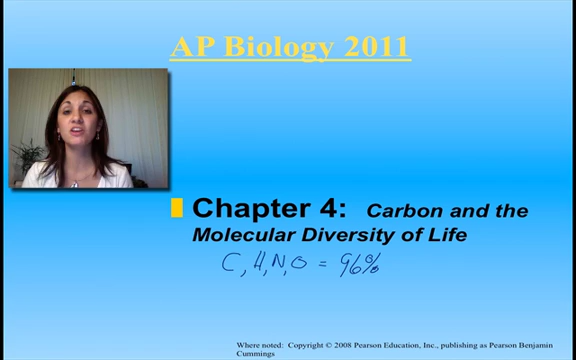 AP Biology 2011
Chapter 4: Carbon and the
Molecular Diversity of Life
C, H, N, O = 96%
Where noted: Copyright © 2008 Pearson Education, Inc., publishing as Pearson Benjamin
Cummings